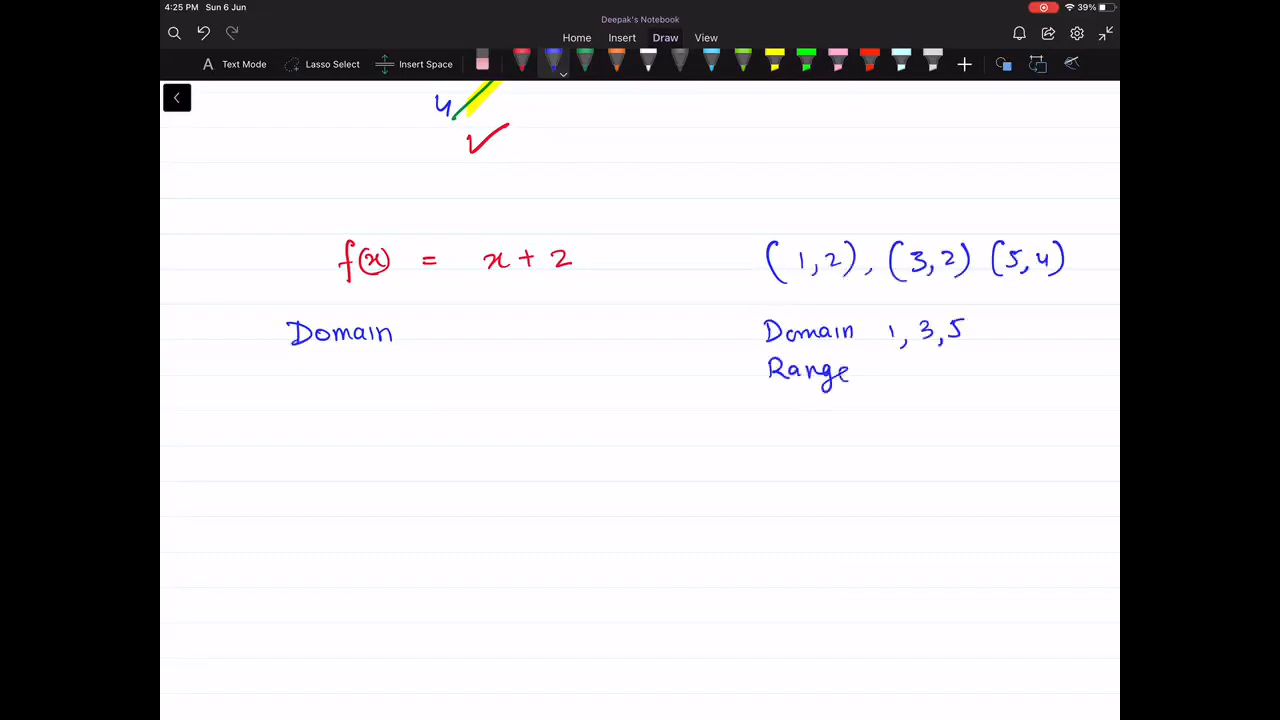 4:25 PM Sun 6 Jun
39%
Deepak's Notebook
Home Insert Draw View
A Text Mode Lasso Select Insert Space
4
f(x) = x + 2
(1,2), (3,2) (5,4)
Domain
Domain 1, 3, 5
Range